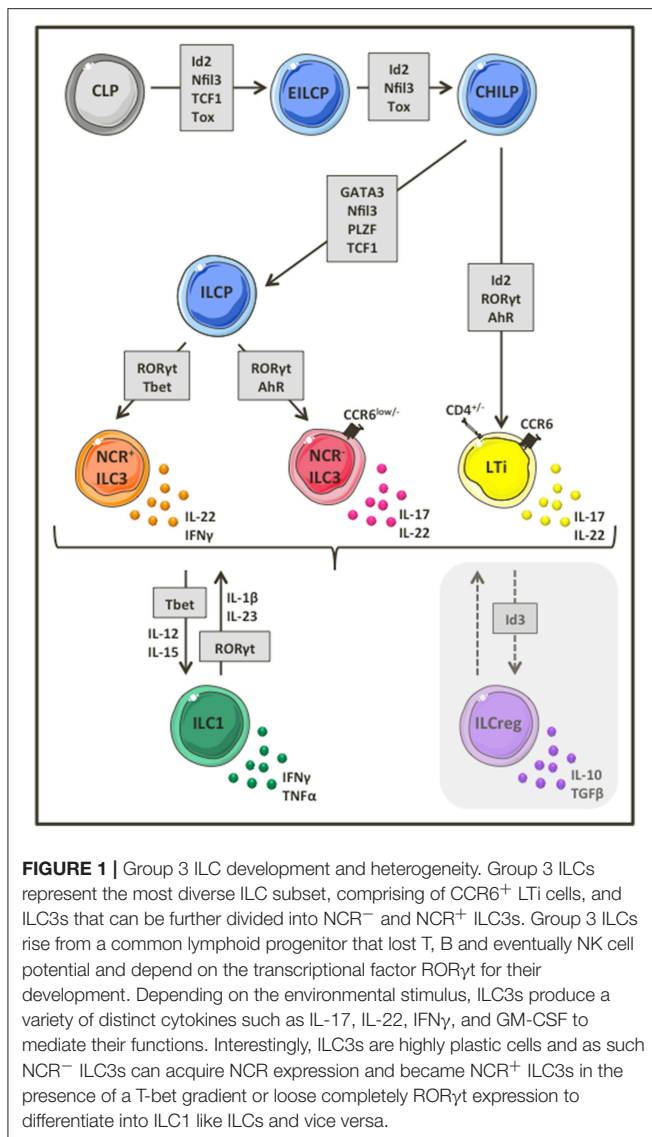 CLP
Id2
Nfil3
TCF1
Tox
EILCP
Id2
Nfil3
Tox
CHILP
GATA3
Nfil3
PLZF
TCF1
ILCP
Id2
RORγt
AhR
RORγt
Tbet
RORγt
AhR
CCR6low/-
CD4+/-
CCR6
NCR+
ILC3
NCR-
ILC3
LTi
IL-22
IFNγ
IL-17
IL-22
IL-17
IL-22
Tbet
IL-12
IL-15
IL-1β
IL-23
RORγt
Id3
ILC1
IFNγ
TNFα
ILCreg
IL-10
TGFβ
FIGURE 1 | Group 3 ILC development and heterogeneity. Group 3 ILCs
represent the most diverse ILC subset, comprising of CCR6+ LTi cells, and
ILC3s that can be further divided into NCR− and NCR+ ILC3s. Group 3 ILCs
rise from a common lymphoid progenitor that lost T, B and eventually NK cell
potential and depend on the transcriptional factor RORγt for their
development. Depending on the environmental stimulus, ILC3s produce a
variety of distinct cytokines such as IL-17, IL-22, IFNγ, and GM-CSF to
mediate their functions. Interestingly, ILC3s are highly plastic cells and as such
NCR− ILC3s can acquire NCR expression and became NCR+ ILC3s in the
presence of a T-bet gradient or loose completely RORγt expression to
differentiate into ILC1 like ILCs and vice versa.